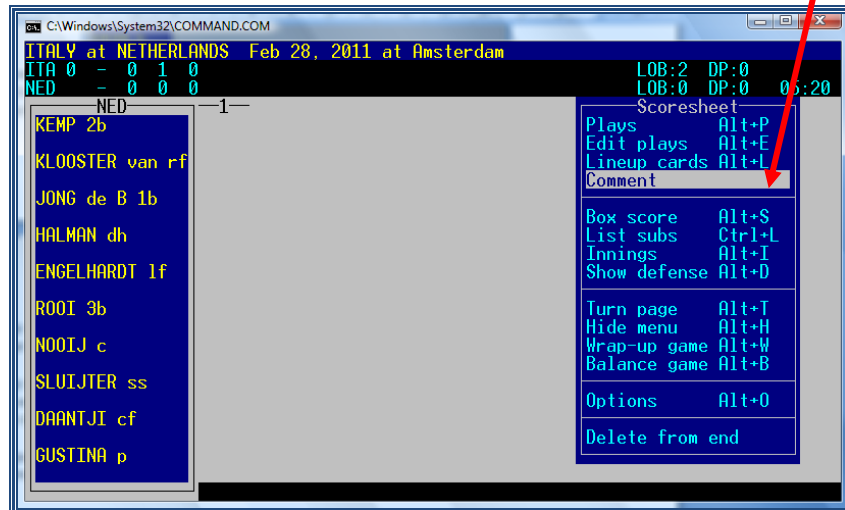 C:\Windows\System32\COMMAND.COM
ITALY at NETHERLANDS Feb 28, 2011 at Amsterdam
ITA 0 - 0 1 0 LOB:2 DP:0
NED - 0 0 0 LOB:0 DP:0 05:20
NED
1
KEMP 2b
KLOOSTER van rf
JONG de B 1b
HALMAN dh
ENGELHARDT lf
ROOI 3b
NOOIJ c
SLUIJTER ss
DAANTJI cf
GUSTINA p
Scoresheet
Plays Alt+P
Edit plays Alt+E
Lineup cards Alt+L
Comment
Box score Alt+S
List subs Ctrl+L
Innings Alt+I
Show defense Alt+D
Turn page Alt+T
Hide menu Alt+H
Wrap-up game Alt+W
Balance game Alt+B
Options Alt+O
Delete from end